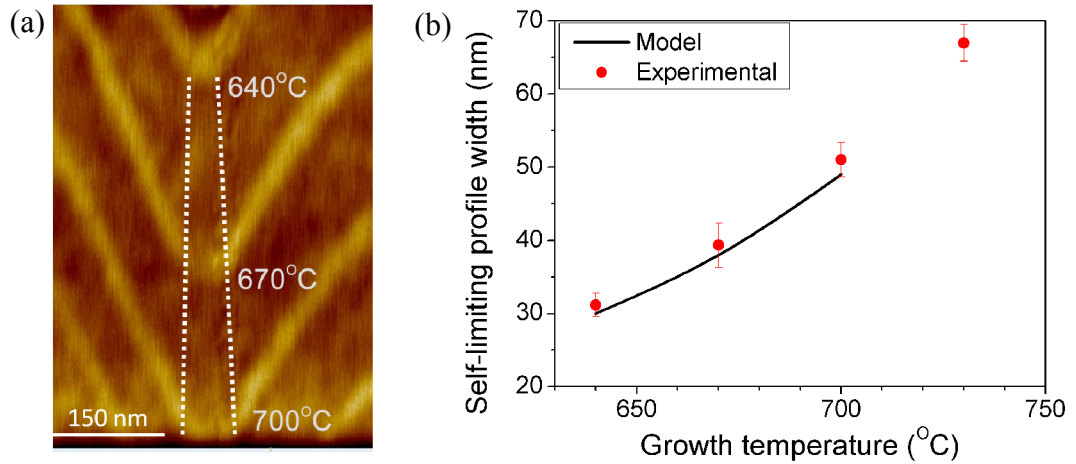 (a)
640°C
670°C
700°C
150 nm
(b)
Model
Experimental
70
60
50
40
30
20
Self-limiting profile width (nm)
650
700
750
Growth temperature (°C)